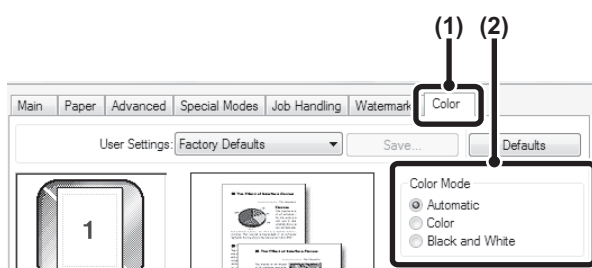 (1) (2)
Main Paper Advanced Special Modes Job Handling Watermark Color
User Settings: Factory Defaults Save... Defaults
Color Mode
Automatic
Color
Black and White
1